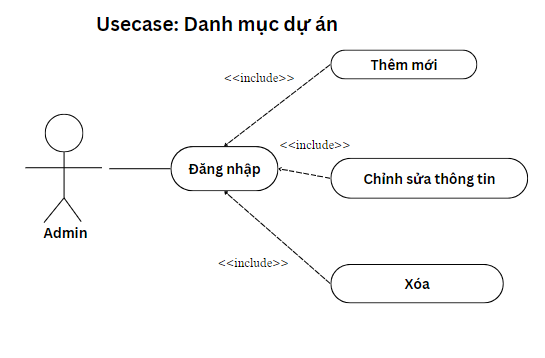 Usecase: Danh mục dự án
Thêm mới
<<include>>
<<include>>
Đăng nhập
Chỉnh sửa thông tin
Admin
<<include>>
Xóa